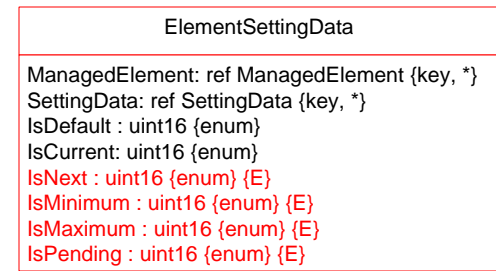 ElementSettingData
ManagedElement: ref ManagedElement {key, *}
SettingData: ref SettingData {key, *}
IsDefault : uint16 {enum}
IsCurrent: uint16 {enum}
IsNext : uint16 {enum} {E}
IsMinimum : uint16 {enum} {E}
IsMaximum : uint16 {enum} {E}
IsPending : uint16 {enum} {E}